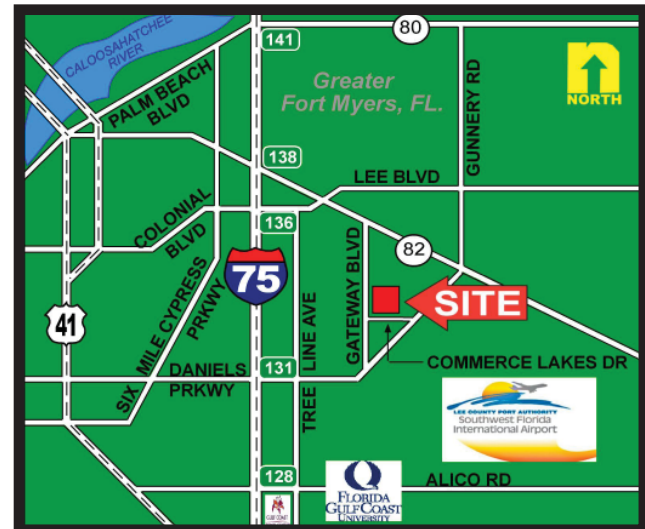 80
141
CALOOSAHATCHEE
RIVER
PALM BEACH
BLVD
Greater
Fort Myers, FL.
n
NORTH
GUNNERY RD
138
LEE BLVD
COLONIAL
BLVD
136
82
75
GATEWAY BLVD
SITE
41
SIX MILE CYPRESS
PRKWY
TREE LINE AVE
DANIELS
PRKWY
131
COMMERCE LAKES DR
LEE COUNTY PORT AUTHORITY
Southwest Florida
International Airport
128
ALICO RD
FLORIDA
GULF COAST
UNIVERSITY
GULF COAST